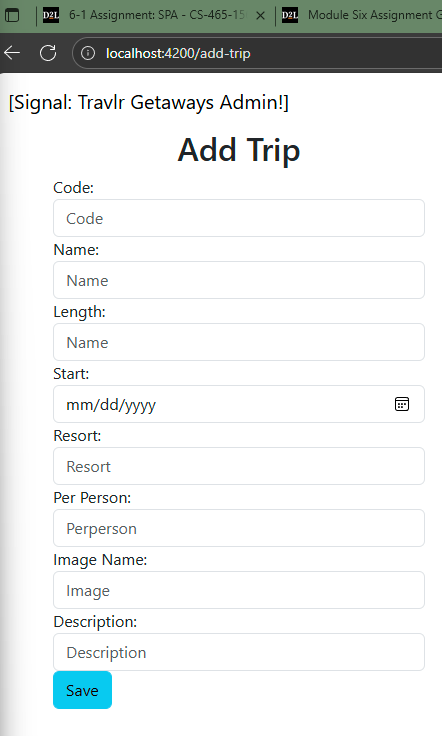 D2L 6-1 Assignment: SPA - CS-465-15 D2L Module Six Assignment G
localhost:4200/add-trip
[Signal: Travlr Getaways Admin!]
Add Trip
Code:
Code
Name:
Name
Length:
Name
Start:
mm/dd/yyyy
Resort:
Resort
Per Person:
Perperson
Image Name:
Image
Description:
Description
Save